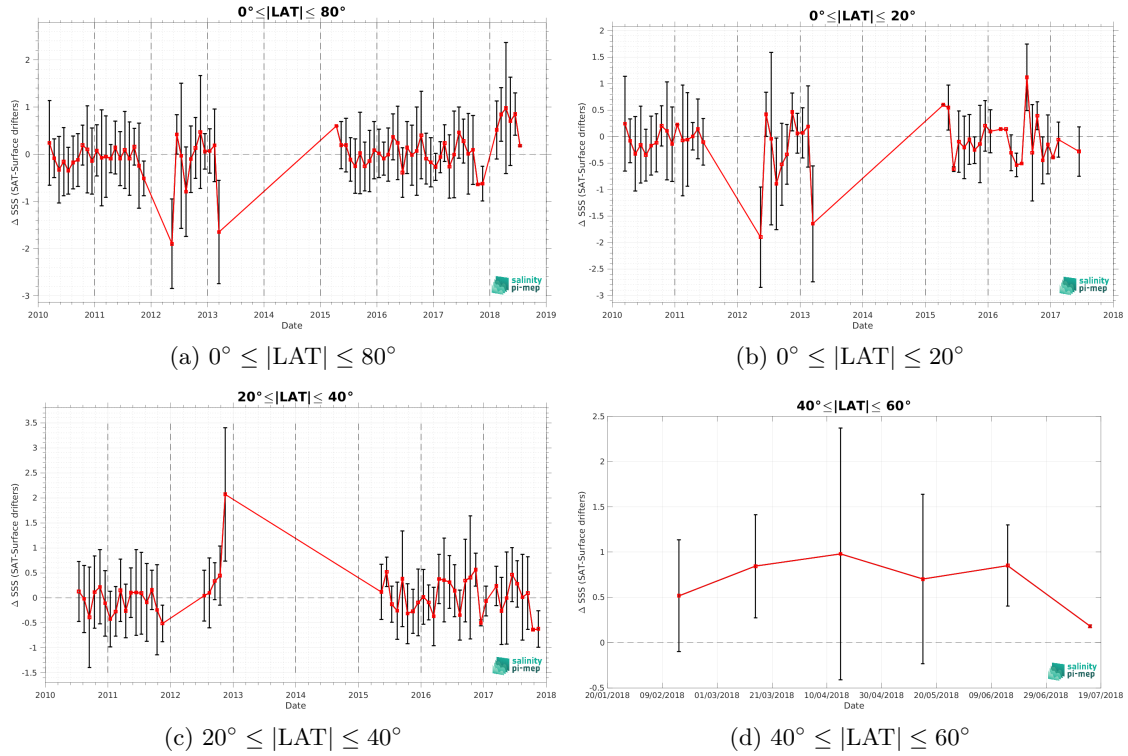 0°≤|LAT|≤ 80°
Δ SSS (SAT-Surface drifters)
2
1
0
-1
-2
-3
2010 2011 2012 2013 2014 2015 2016 2017 2018 2019
Date
salinity
pi-mep
(a) 0° ≤ |LAT| ≤ 80°
0°≤|LAT|≤ 20°
Δ SSS (SAT-Surface drifters)
2
1.5
1
0.5
0
-0.5
-1
-1.5
-2
-2.5
-3
2010 2011 2012 2013 2014 2015 2016 2017 2018
Date
salinity
pi-mep
(b) 0° ≤ |LAT| ≤ 20°
20°≤|LAT|≤ 40°
Δ SSS (SAT-Surface drifters)
3.5
3
2.5
2
1.5
1
0.5
0
-0.5
-1
-1.5
2010 2011 2012 2013 2014 2015 2016 2017 2018
Date
salinity
pi-mep
(c) 20° ≤ |LAT| ≤ 40°
40°≤|LAT|≤ 60°
Δ SSS (SAT-Surface drifters)
2.5
2
1.5
1
0.5
0
-0.5
20/01/2018 09/02/2018 01/03/2018 21/03/2018 10/04/2018 30/04/2018 20/05/2018 09/06/2018 29/06/2018 19/07/2018
Date
salinity
pi-mep
(d) 40° ≤ |LAT| ≤ 60°